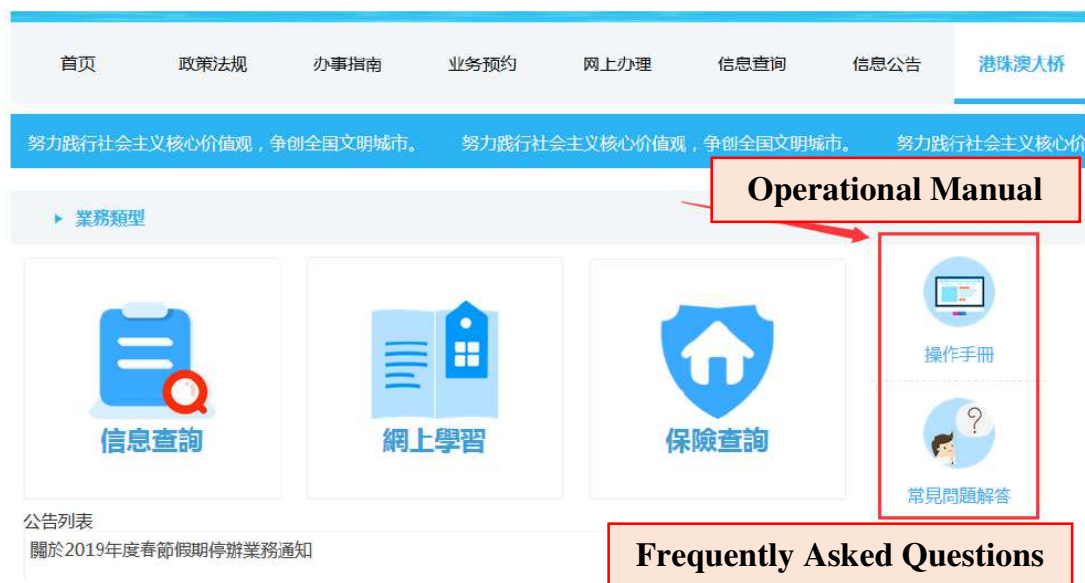 首页 政策法规 办事指南 业务预约 网上办理 信息查询 信息公告 港珠澳大桥
努力践行社会主义核心价值观，争创全国文明城市。 努力践行社会主义核心价值观，争创全国文明城市。 努力践行社会主义核心价
Operational Manual
業務類型
操作手冊
信息查詢 網上學習 保險查詢
?
常見問題解答
公告列表
關於2019年度春節假期停辦業務通知
Frequently Asked Questions